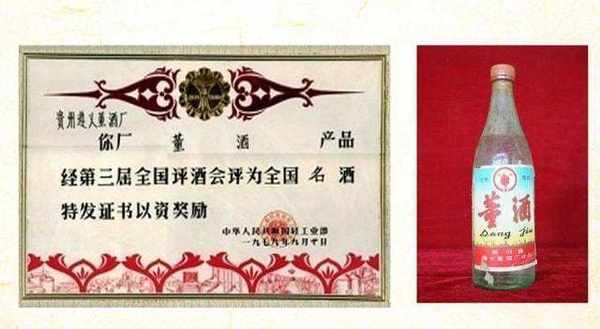 贵州遵义董酒厂
你厂 董酒 产品
经第三届全国评酒会评为全国名酒
特发证书以资奖励
中华人民共和国轻工业部
一九七九年九月廿日
董酒
Dong Jiu